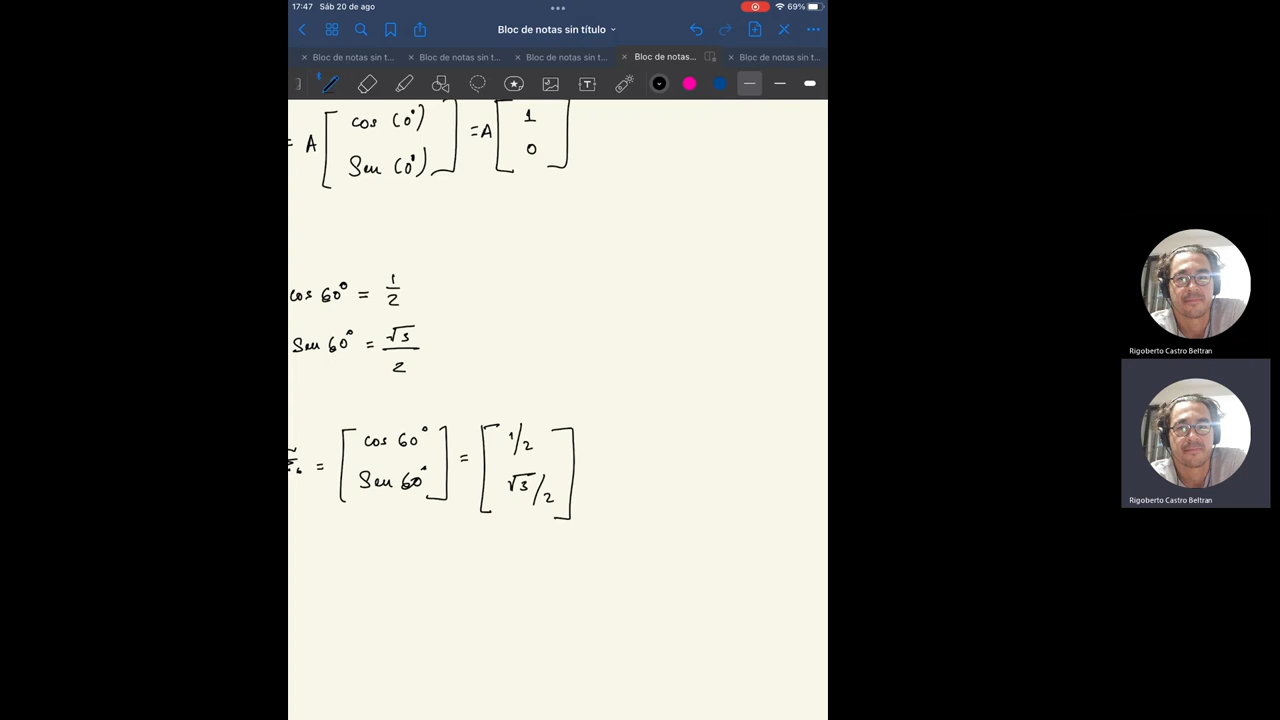 17:47 Sáb 20 de ago 69%
Bloc de notas sin título
Bloc de notas sin t... Bloc de notas sin t... Bloc de notas sin t... Bloc de notas... Bloc de notas sin t...
= A [ cos (0°) ] = A [ 1 ]
[ Sen (0°) ] [ 0 ]
cos 60° = 1/2
Sen 60° = √3/2
= [ cos 60° ] = [ 1/2 ]
[ Sen 60° ] [ √3/2 ]
Rigoberto Castro Beltran
Rigoberto Castro Beltran